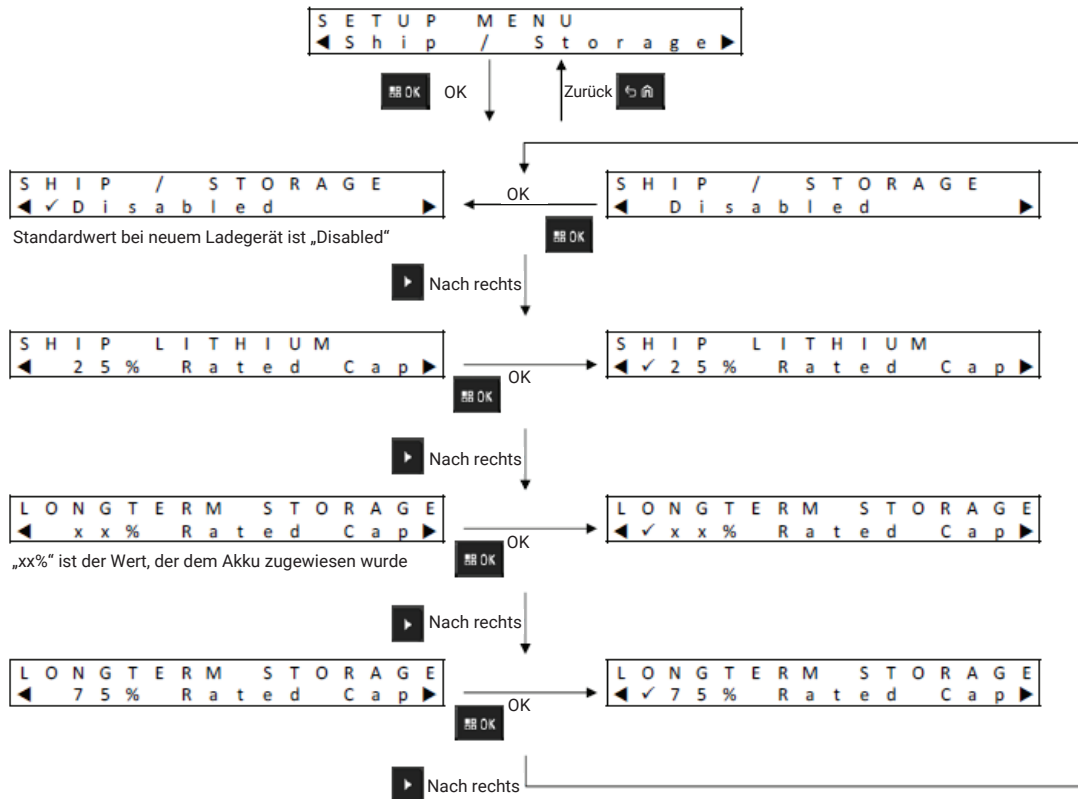 SETUP MENU
◀Ship / Storage▶
OK OK Zurück
SHIP / STORAGE
◀✓Disabled ▶
OK
SHIP / STORAGE
◀ Disabled ▶
Standardwert bei neuem Ladegerät ist „Disabled“
OK
Nach rechts
SHIP LITHIUM
◀ 25% Rated Cap▶
OK
OK
SHIP LITHIUM
◀✓25% Rated Cap▶
Nach rechts
LONGTERM STORAGE
◀ xx% Rated Cap▶
OK
OK
LONGTERM STORAGE
◀✓xx% Rated Cap▶
„xx%“ ist der Wert, der dem Akku zugewiesen wurde
Nach rechts
LONGTERM STORAGE
◀ 75% Rated Cap▶
OK
OK
LONGTERM STORAGE
◀✓75% Rated Cap▶
Nach rechts